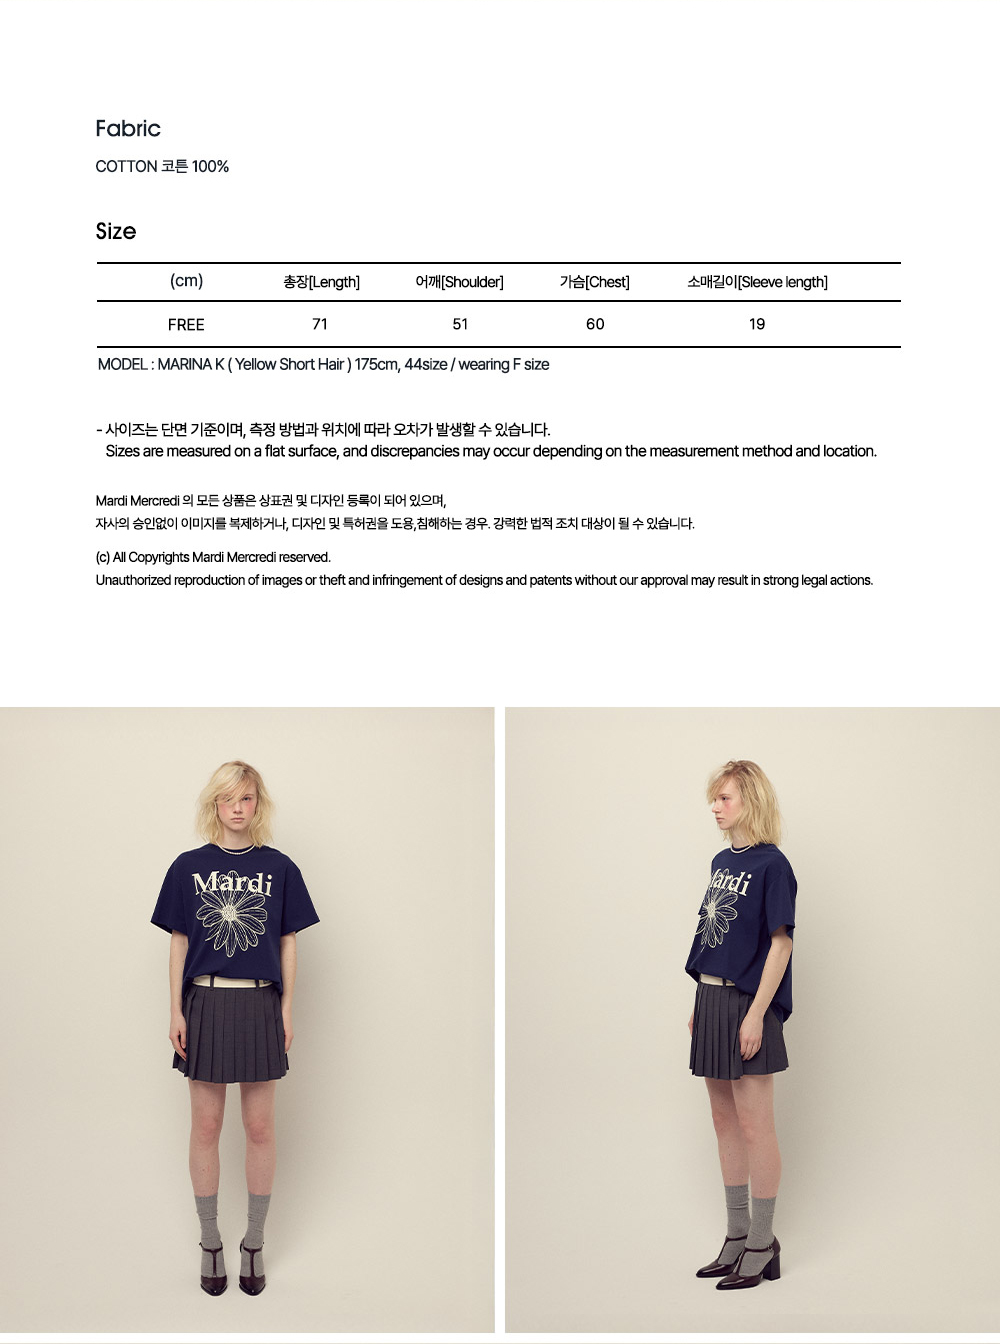 Fabric
COTTON 코튼 100%
Size
(cm) 총장[Length] 어깨[Shoulder] 가슴[Chest] 소매길이[Sleeve length]
FREE 71 51 60 19
MODEL : MARINA K ( Yellow Short Hair ) 175cm, 44size / wearing F size
- 사이즈는 단면 기준이며, 측정 방법과 위치에 따라 오차가 발생할 수 있습니다.
Sizes are measured on a flat surface, and discrepancies may occur depending on the measurement method and location.
Mardi Mercredi 의 모든 상품은 상표권 및 디자인 등록이 되어 있으며,
자사의 승인없이 이미지를 복제하거나, 디자인 및 특허권을 도용,침해하는 경우. 강력한 법적 조치 대상이 될 수 있습니다.
(c) All Copyrights Mardi Mercredi reserved.
Unauthorized reproduction of images or theft and infringement of designs and patents without our approval may result in strong legal actions.
Mardi
Mardi